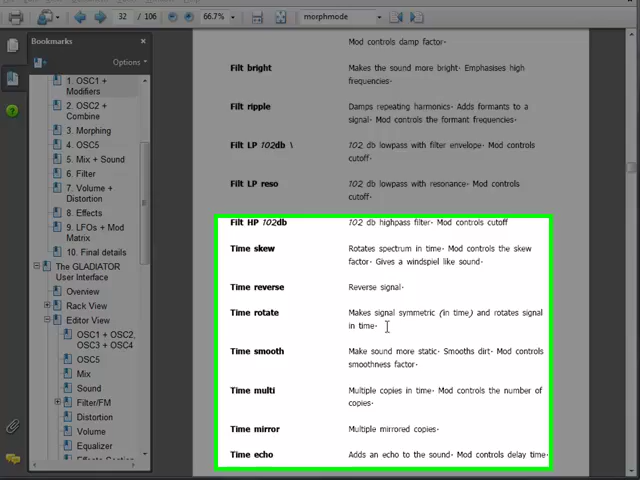 32 / 106
66.7%
morphmode
Bookmarks
Options
1. OSC1 +
Modifiers
2. OSC2 +
Combine
3. Morphing
4. OSC5
5. Mix + Sound
6. Filter
7. Volume +
Distortion
8. Effects
9. LFOs + Mod
Matrix
10. Final details
The GLADIATOR
User Interface
Overview
Rack View
Editor View
OSC1 + OSC2,
OSC3 + OSC4
OSC5
Mix
Sound
Filter/FM
Distortion
Volume
Equalizer
Effects Section
Mod controls damp factor.
Filt bright Makes the sound more bright. Emphasises high
frequencies.
Filt ripple Damps repeating harmonics. Adds formants to a
signal. Mod controls the formant frequencies.
Filt LP 102db \ 102 db lowpass with filter envelope. Mod controls
cutoff.
Filt LP reso 102 db lowpass with resonance. Mod controls
cutoff.
Filt HP 102db 102 db highpass filter. Mod controls cutoff
Time skew Rotates spectrum in time. Mod controls the skew
factor. Gives a windspiel like sound.
Time reverse Reverse signal.
Time rotate Makes signal symmetric (in time) and rotates signal
in time.
Time smooth Make sound more static. Smooths dirt. Mod controls
smoothness factor.
Time multi Multiple copies in time. Mod controls the number of
copies.
Time mirror Multiple mirrored copies.
Time echo Adds an echo to the sound. Mod controls delay time.